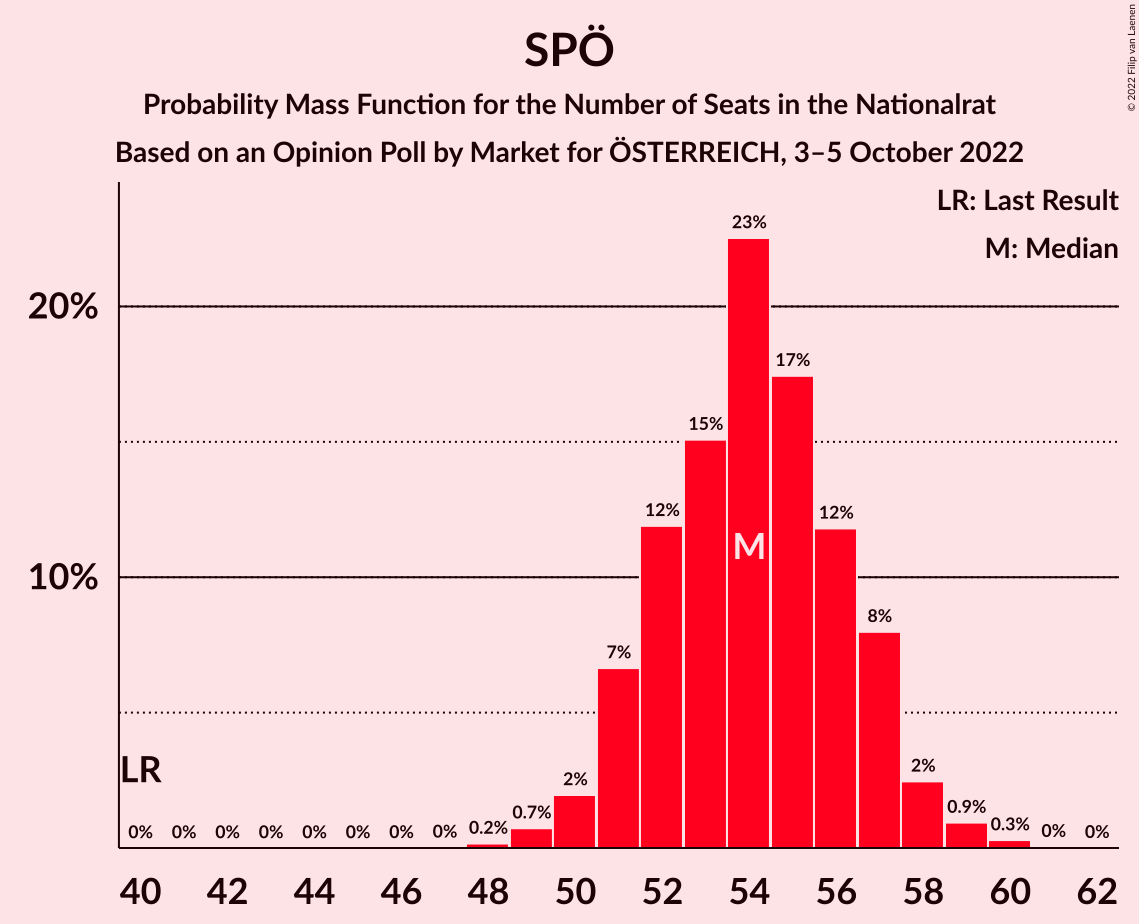 SPÖ
Probability Mass Function for the Number of Seats in the Nationalrat
Based on an Opinion Poll by Market for ÖSTERREICH, 3–5 October 2022
© 2022 Filip van Laenen
LR: Last Result
M: Median
20%
10%
LR
M
0% 0% 0% 0% 0% 0% 0% 0% 0.2% 0.7% 2% 7% 12% 15% 23% 17% 12% 8% 2% 0.9% 0.3% 0% 0%
40 42 44 46 48 50 52 54 56 58 60 62